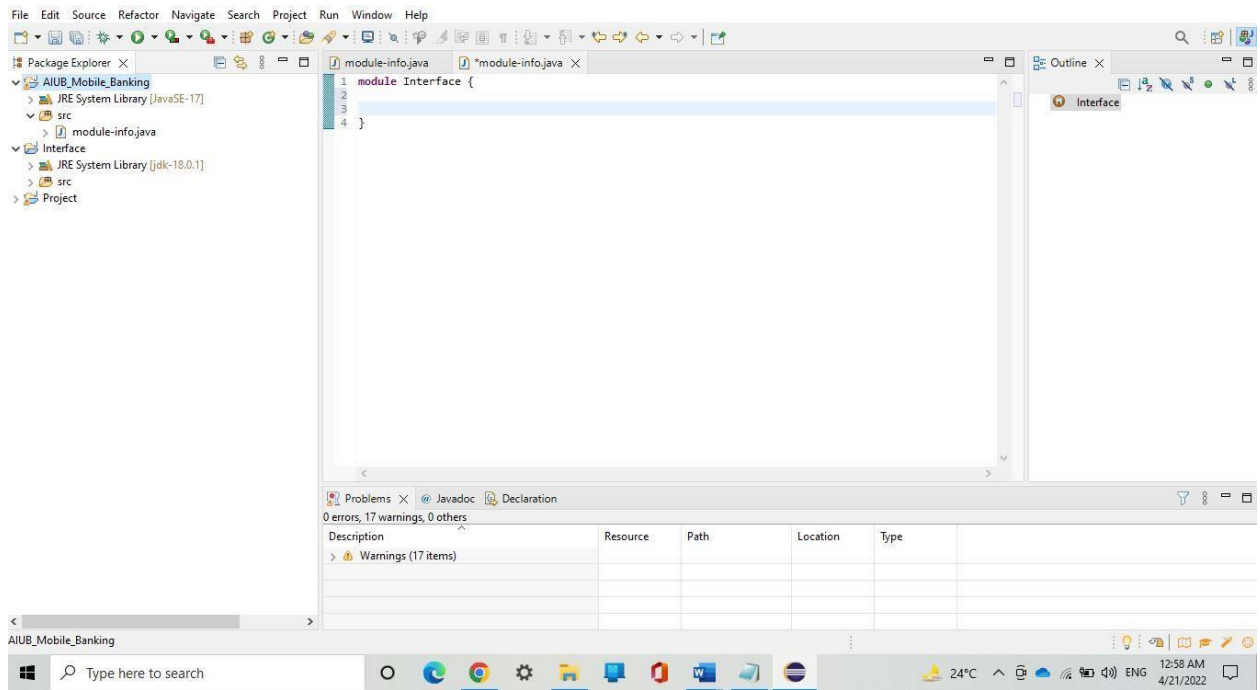 File Edit Source Refactor Navigate Search Project Run Window Help
Package Explorer
module-info.java *module-info.java
Outline
AIUB_Mobile_Banking
JRE System Library [JavaSE-17]
src
module-info.java
Interface
JRE System Library [jdk-18.0.1]
src
Project
1 module Interface {
2
3
4 }
Interface
Problems @ Javadoc Declaration
0 errors, 17 warnings, 0 others
Description Resource Path Location Type
Warnings (17 items)
AIUB_Mobile_Banking
Type here to search
24°C ENG 12:58 AM
4/21/2022